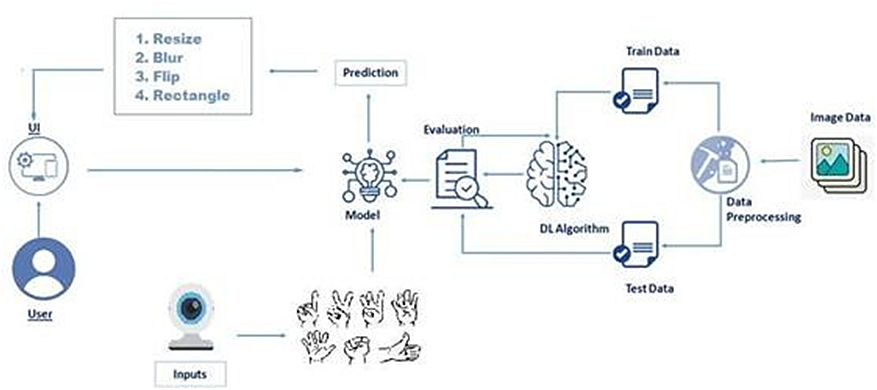 1. Resize
2. Blur
3. Flip
4. Rectangle
Prediction
Train Data
Image Data
UI
Evaluation
Model
DL Algorithm
Data
Preprocessing
User
Test Data
Inputs